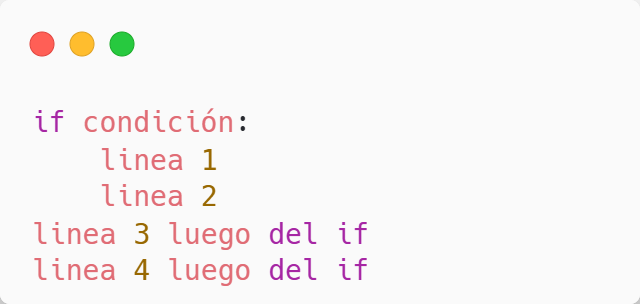 if condición:
    linea 1
    linea 2
linea 3 luego del if
linea 4 luego del if